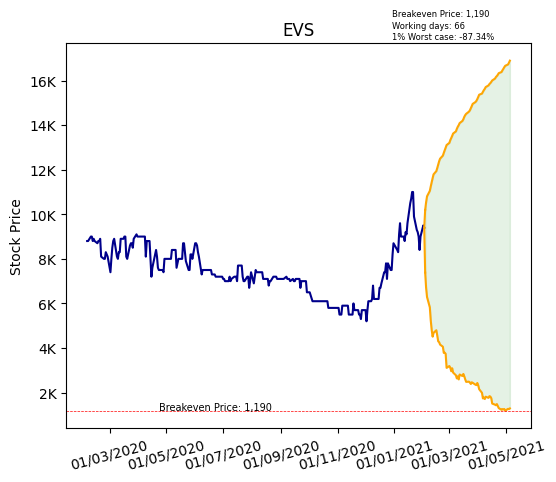 Breakeven Price: 1,190
Working days: 66
1% Worst case: -87.34%
EVS
Stock Price
16K
14K
12K
10K
8K
6K
4K
2K
Breakeven Price: 1,190
01/03/2020
01/05/2020
01/07/2020
01/09/2020
01/11/2020
01/01/2021
01/03/2021
01/05/2021